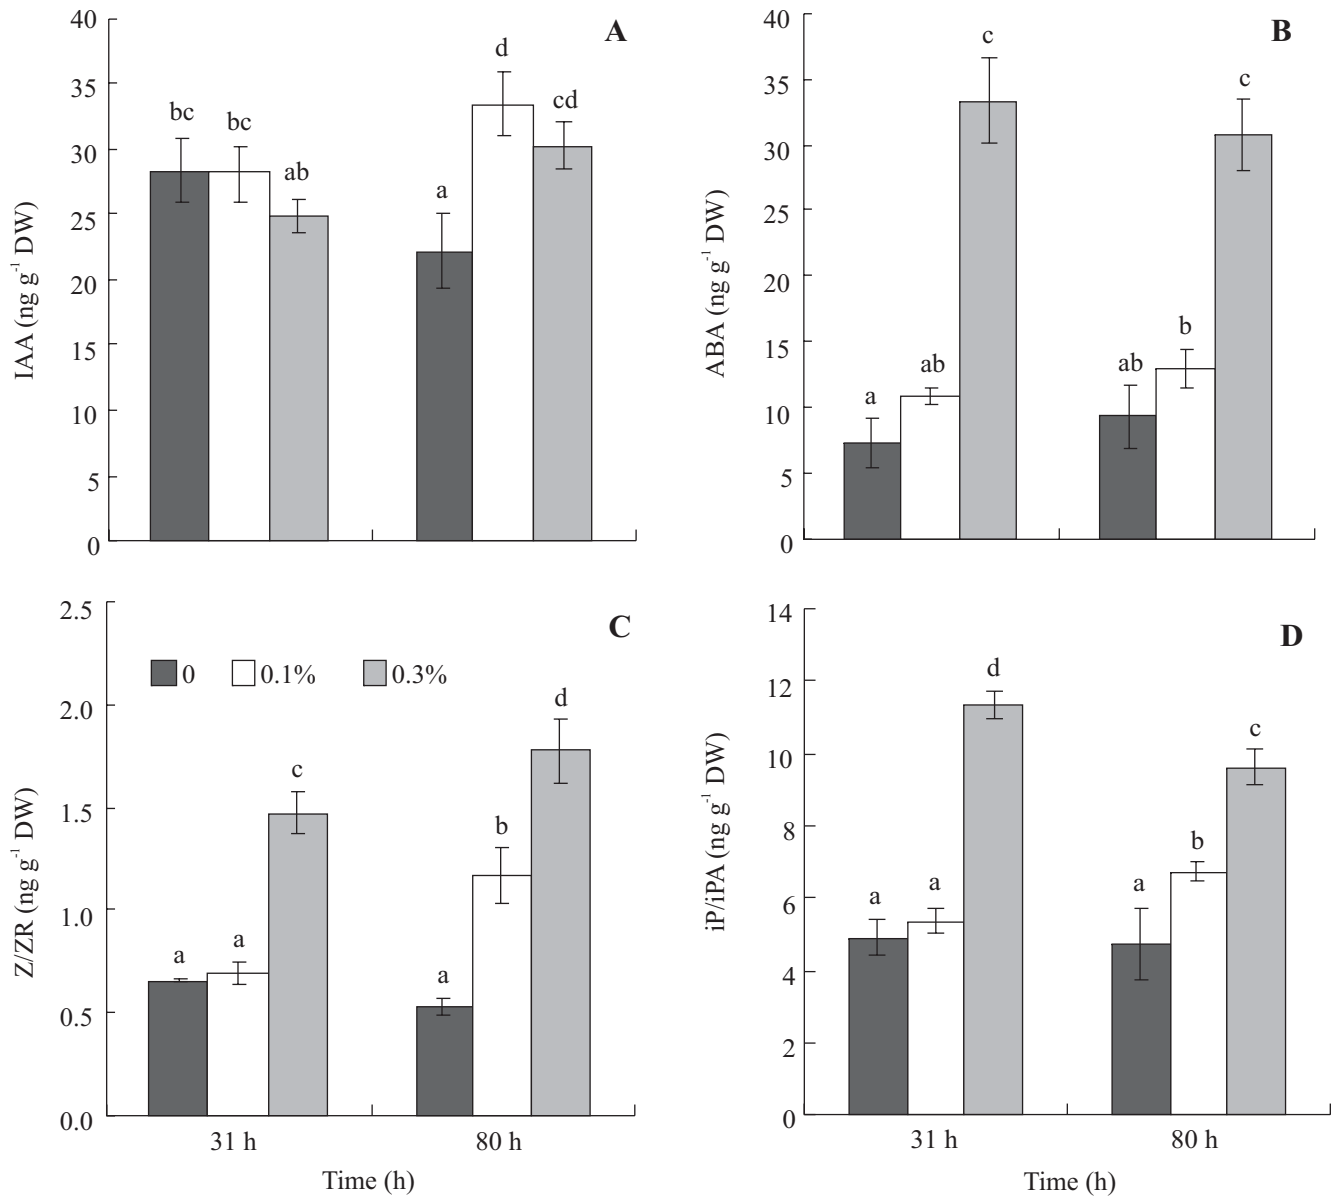 A
40
35
30
25
20
15
10
5
0
IAA (ng g⁻¹ DW)
bc
bc
ab
a
d
cd
B
40
35
30
25
20
15
10
5
0
ABA (ng g⁻¹ DW)
a
ab
c
ab
b
c
C
2.5
2.0
1.5
1.0
0.5
0.0
Z/ZR (ng g⁻¹ DW)
0 0.1% 0.3%
a
a
c
a
b
d
31 h 80 h
Time (h)
D
14
12
10
8
6
4
2
0
iP/iPA (ng g⁻¹ DW)
a
a
d
a
b
c
31 h 80 h
Time (h)